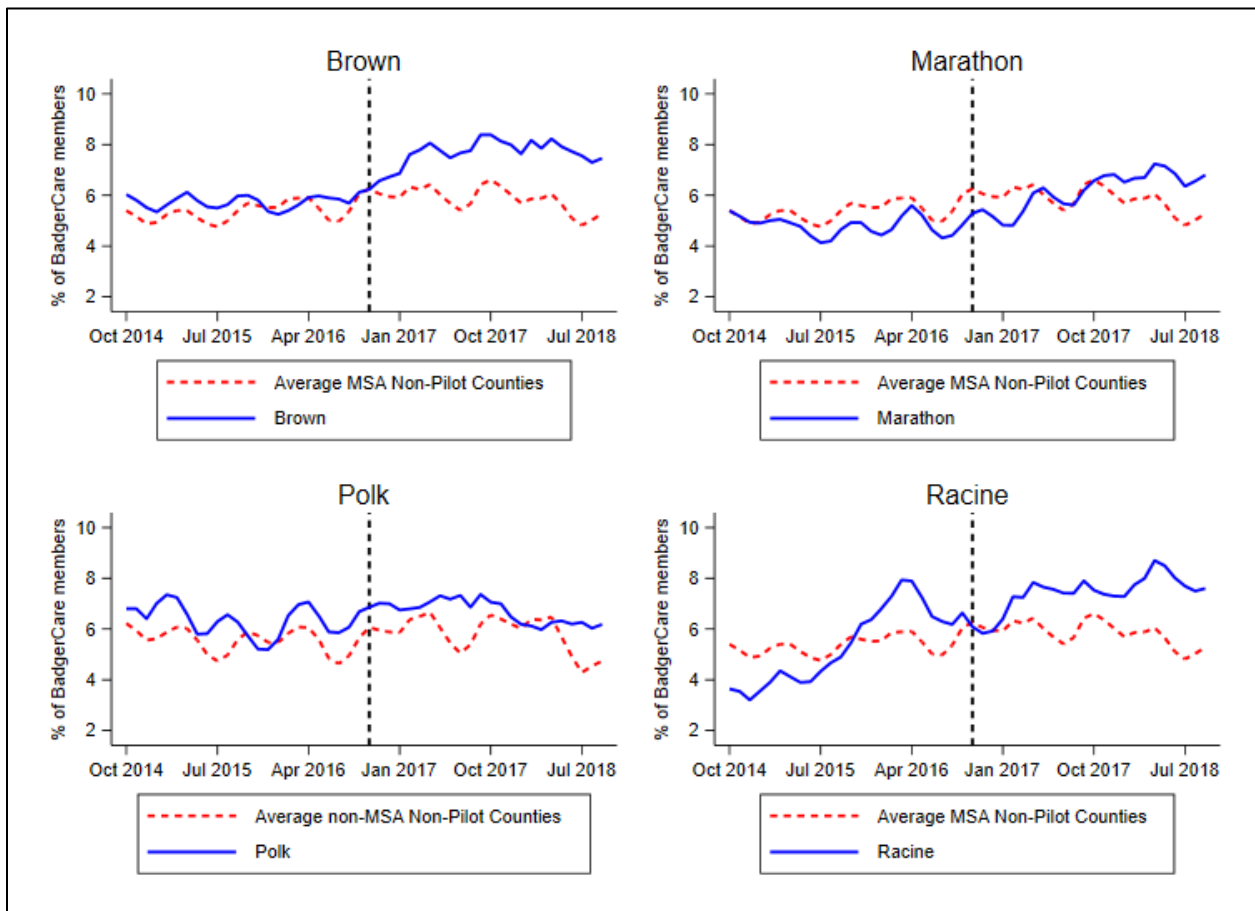 Brown
% of BadgerCare members
10
8
6
4
2
Oct 2014 Jul 2015 Apr 2016 Jan 2017 Oct 2017 Jul 2018
Average MSA Non-Pilot Counties
Brown
Marathon
% of BadgerCare members
10
8
6
4
2
Oct 2014 Jul 2015 Apr 2016 Jan 2017 Oct 2017 Jul 2018
Average MSA Non-Pilot Counties
Marathon
Polk
% of BadgerCare members
10
8
6
4
2
Oct 2014 Jul 2015 Apr 2016 Jan 2017 Oct 2017 Jul 2018
Average non-MSA Non-Pilot Counties
Polk
Racine
% of BadgerCare members
10
8
6
4
2
Oct 2014 Jul 2015 Apr 2016 Jan 2017 Oct 2017 Jul 2018
Average MSA Non-Pilot Counties
Racine